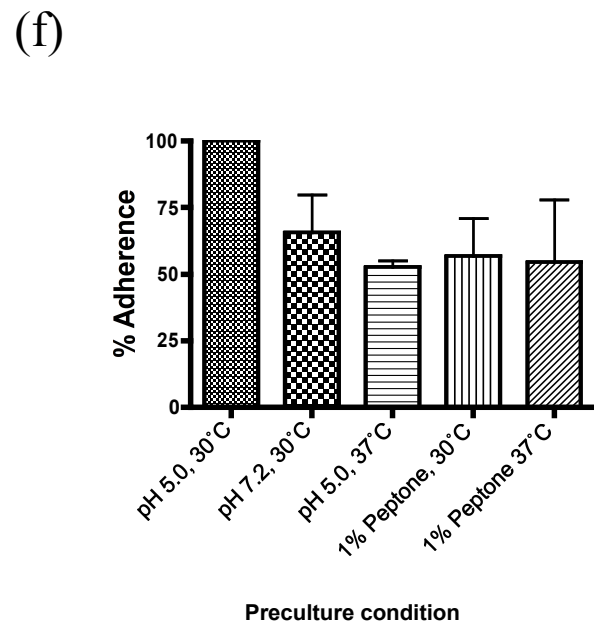 (f)
100
75
50
25
0
% Adherence
pH 5.0, 30˚C
pH 7.2, 30˚C
pH 5.0, 37˚C
1% Peptone, 30˚C
1% Peptone 37˚C
Preculture condition